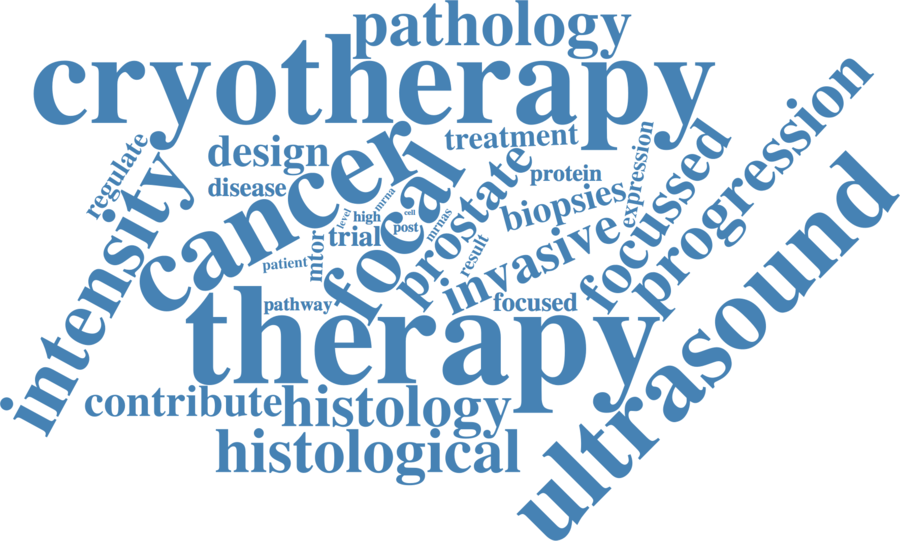 pathology
cryotherapy
treatment
design
regulate
cancer
disease
protein
expression
focussed
progression
intensity
focal
prostate
biopsies
mrna
level
high
cell
post
trial
mrnas
result
invasive
mtor
patient
pathway
focused
therapy
ultrasound
contribute
histology
histological